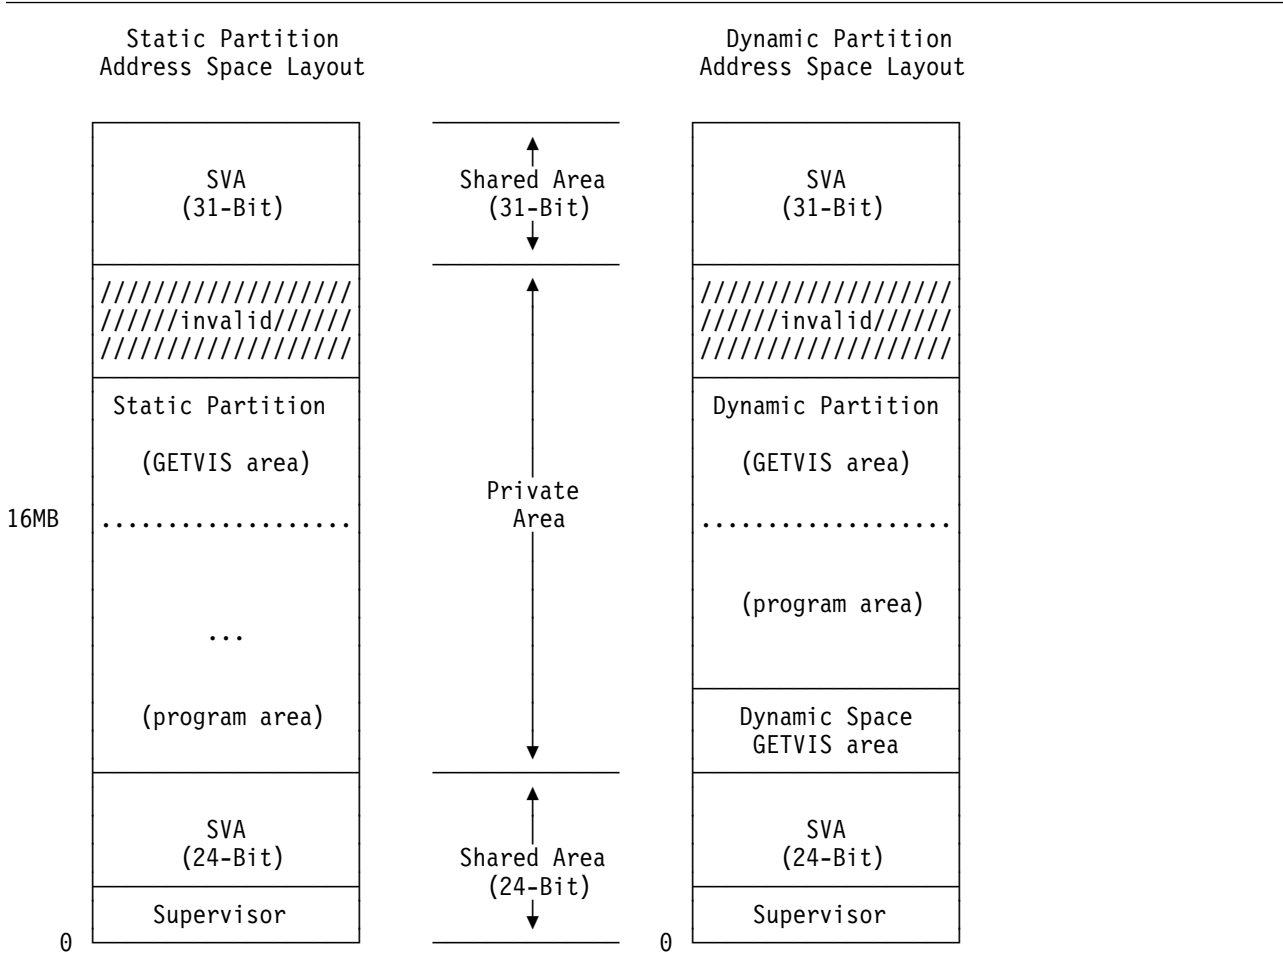 Static Partition
Address Space Layout
Dynamic Partition
Address Space Layout
SVA
(31-Bit)
Shared Area
(31-Bit)
SVA
(31-Bit)
///////////////////
//////invalid//////
///////////////////
///////////////////
//////invalid//////
///////////////////
Static Partition
(GETVIS area)
Dynamic Partition
(GETVIS area)
Private
Area
16MB
...................
...................
...
(program area)
(program area)
Dynamic Space
GETVIS area
SVA
(24-Bit)
Shared Area
(24-Bit)
SVA
(24-Bit)
Supervisor
Supervisor
0
0